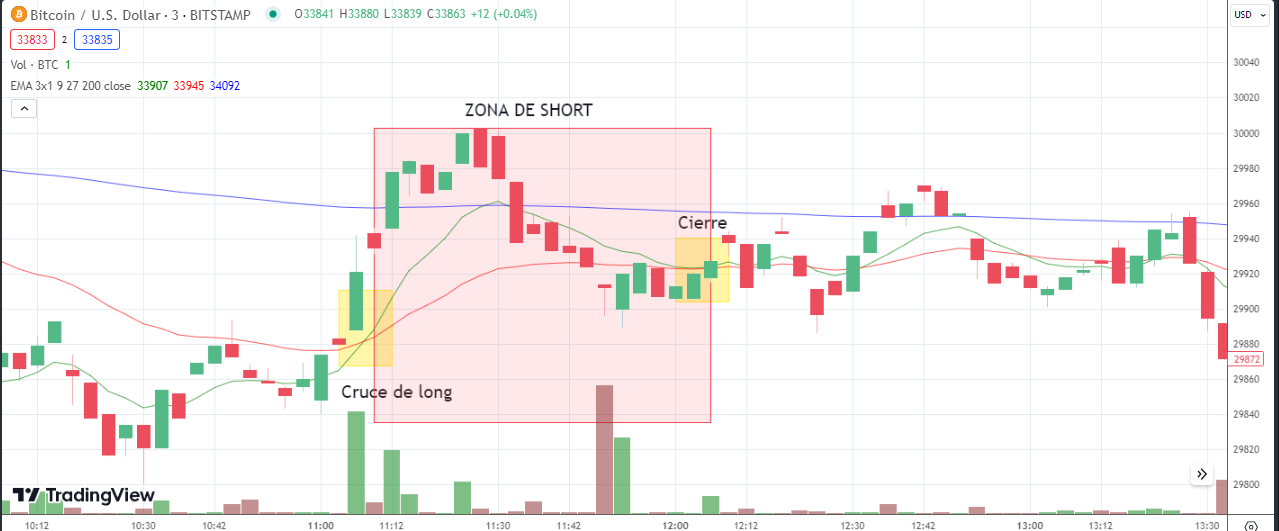 Bitcoin / U.S. Dollar · 3 · BITSTAMP O33841 H33880 L33839 C33863 +12 (+0.04%)
USD
33833 2 33835
Vol · BTC 1
EMA 3x1 9 27 200 close 33907 33945 34092
ZONA DE SHORT
Cierre
Cruce de long
30040
30020
30000
29980
29960
29940
29920
29900
29880
29872
29860
29840
29820
29800
TradingView
10:12 10:30 10:42 11:00 11:12 11:30 11:42 12:00 12:12 12:30 12:42 13:00 13:12 13:30